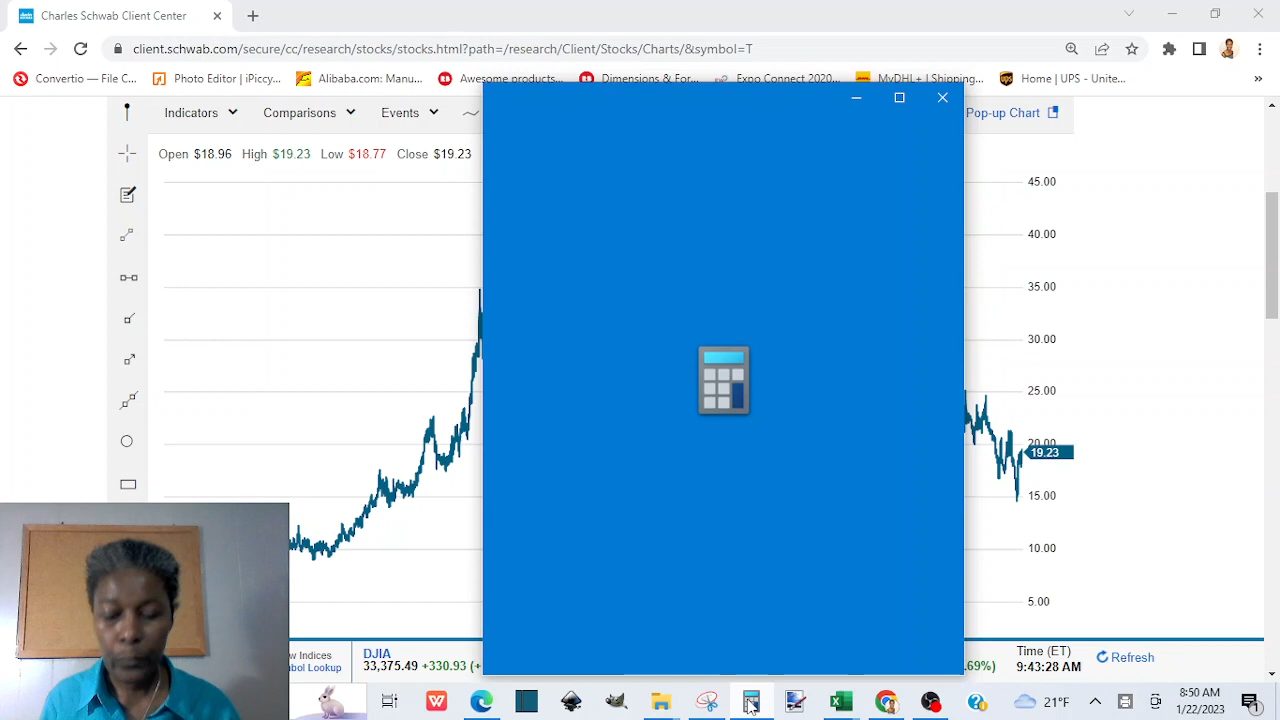 Charles Schwab Client Center
client.schwab.com/secure/cc/research/stocks/stocks.html?path=/research/Client/Stocks/Charts/&symbol=T
Convertio — File C...
Photo Editor | iPiccy...
Alibaba.com: Manu...
Awesome products...
Dimensions & For...
Expo Connect 2020...
MyDHL+ | Shipping...
Home | UPS - Unite...
»
Indicators
Comparisons
Events
Pop-up Chart
Open $18.96 High $19.23 Low $18.77 Close $19.23
45.00
40.00
35.00
30.00
25.00
20.00
19.23
15.00
10.00
5.00
w Indices
bol Lookup
DJIA
33,375.49 +330.93 (+
.69%)
Time (ET)
9:43:28 AM
Refresh
21°F
8:50 AM
1/22/2023
1